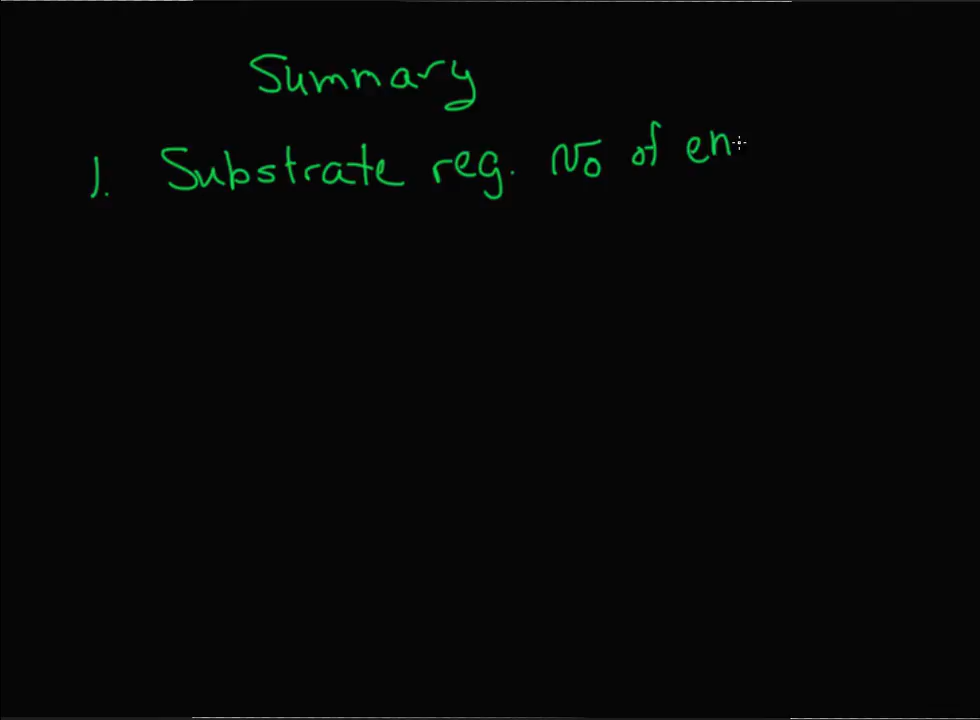 Summary
1. Substrate reg. No of en